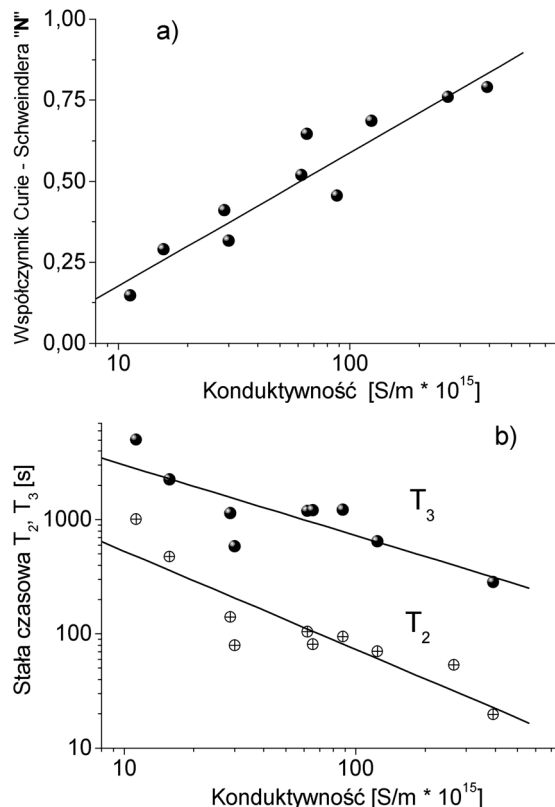 a)
Współczynnik Curie - Schweindlera "N"
1,00
0,75
0,50
0,25
0,00
10
100
Konduktywność [S/m * 10¹⁵]
b)
Stała czasowa T₂, T₃ [s]
1000
100
10
T₃
T₂
10
100
Konduktywność [S/m * 10¹⁵]